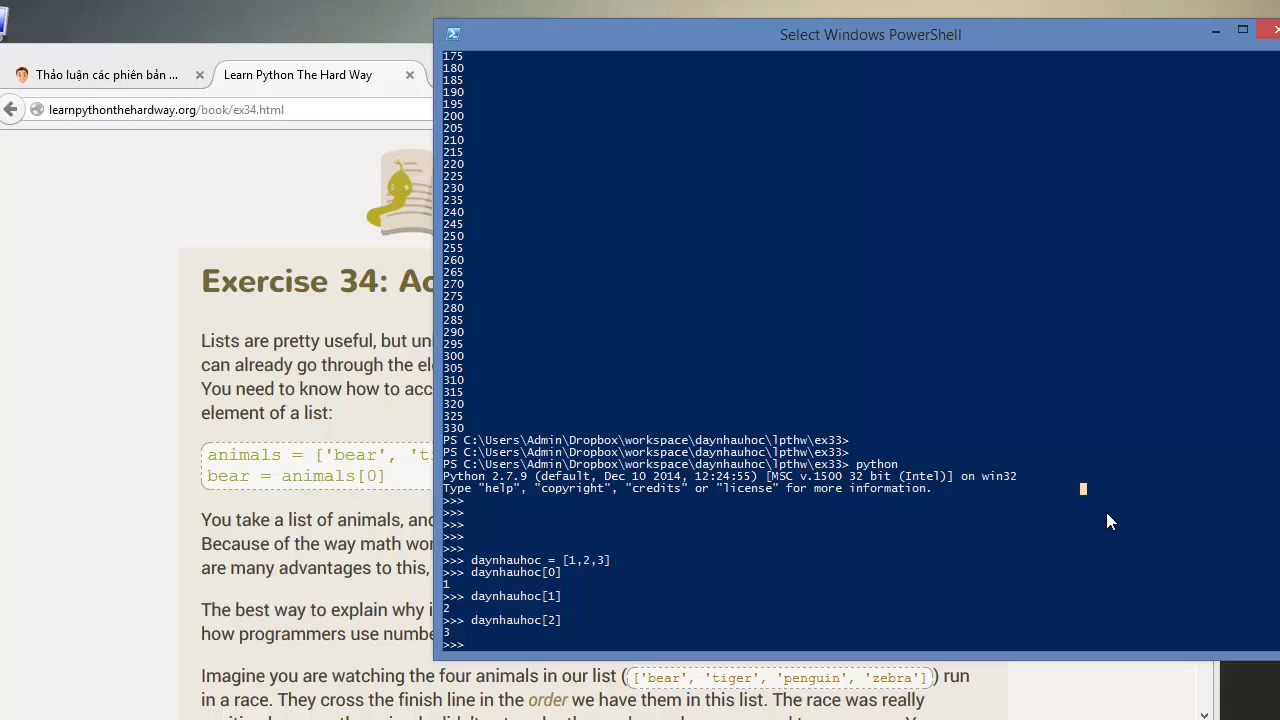 Select Windows PowerShell
Thảo luận các phiên bản ...
Learn Python The Hard Way
learnpythonthehardway.org/book/ex34.html
Exercise 34: Ac
Lists are pretty useful, but un
can already go through the el
You need to know how to acc
element of a list:
animals = ['bear', 'ti
bear = animals[0]
You take a list of animals, and
Because of the way math wor
are many advantages to this,
The best way to explain why i
how programmers use numbe
Imagine you are watching the four animals in our list (['bear', 'tiger', 'penguin', 'zebra']) run
in a race. They cross the finish line in the order we have them in this list. The race was really
175
180
185
190
195
200
205
210
215
220
225
230
235
240
245
250
255
260
265
270
275
280
285
290
295
300
305
310
315
320
325
330
PS C:\Users\Admin\Dropbox\workspace\daynhauhoc\lpthw\ex33>
PS C:\Users\Admin\Dropbox\workspace\daynhauhoc\lpthw\ex33>
PS C:\Users\Admin\Dropbox\workspace\daynhauhoc\lpthw\ex33> python
Python 2.7.9 (default, Dec 10 2014, 12:24:55) [MSC v.1500 32 bit (Intel)] on win32
Type "help", "copyright", "credits" or "license" for more information.
>>>
>>>
>>>
>>>
>>>
>>> daynhauhoc = [1,2,3]
>>> daynhauhoc[0]
1
>>> daynhauhoc[1]
2
>>> daynhauhoc[2]
3
>>>